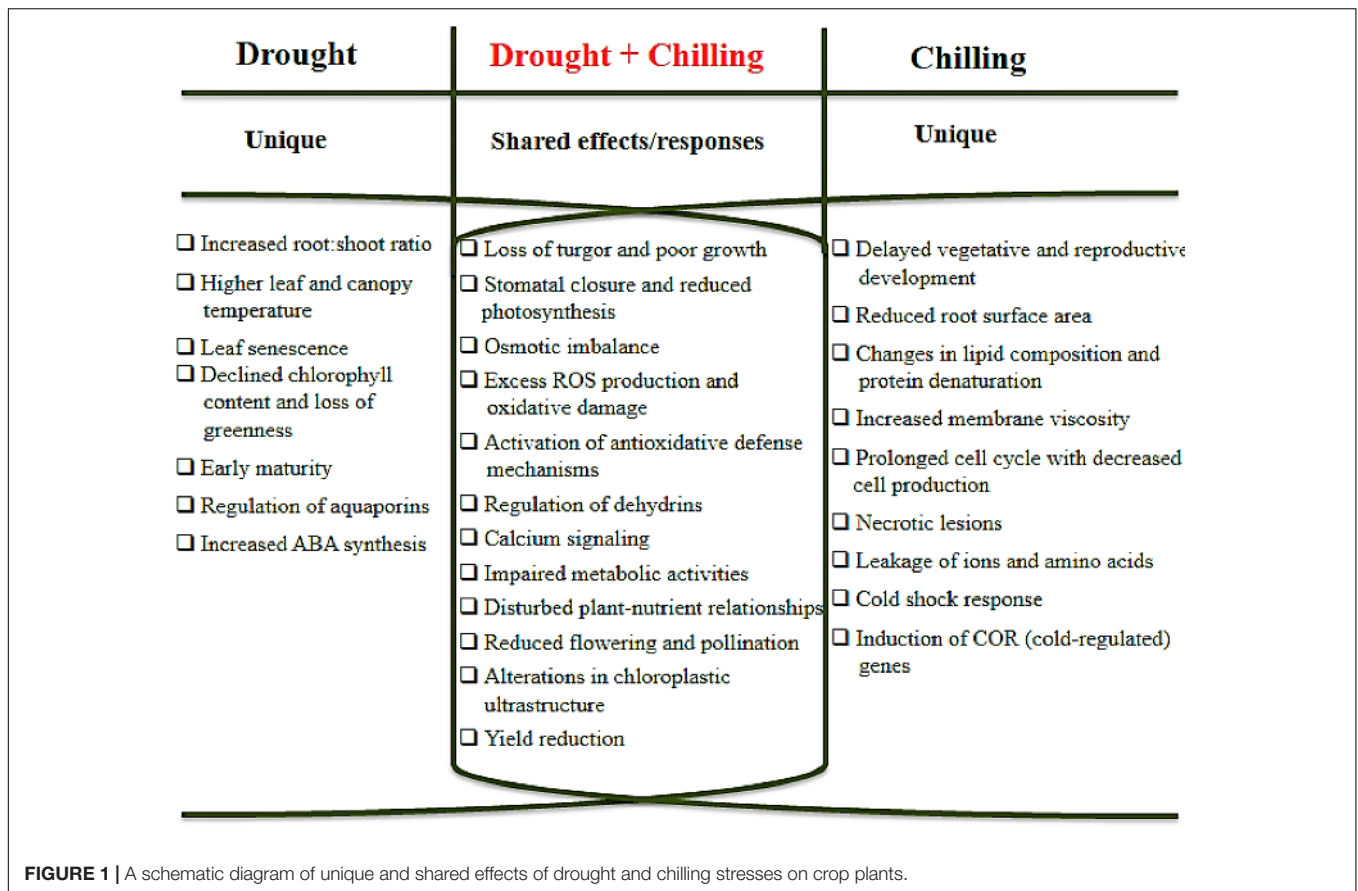 Drought
Unique
❑ Increased root:shoot ratio
❑ Higher leaf and canopy
temperature
❑ Leaf senescence
❑ Declined chlorophyll
content and loss of
greenness
❑ Early maturity
❑ Regulation of aquaporins
❑ Increased ABA synthesis
Drought + Chilling
Shared effects/responses
❑ Loss of turgor and poor growth
❑ Stomatal closure and reduced
photosynthesis
❑ Osmotic imbalance
❑ Excess ROS production and
oxidative damage
❑ Activation of antioxidative defense
mechanisms
❑ Regulation of dehydrins
❑ Calcium signaling
❑ Impaired metabolic activities
❑ Disturbed plant-nutrient relationships
❑ Reduced flowering and pollination
❑ Alterations in chloroplastic
ultrastructure
❑ Yield reduction
Chilling
Unique
❑ Delayed vegetative and reproductive
development
❑ Reduced root surface area
❑ Changes in lipid composition and
protein denaturation
❑ Increased membrane viscosity
❑ Prolonged cell cycle with decreased
cell production
❑ Necrotic lesions
❑ Leakage of ions and amino acids
❑ Cold shock response
❑ Induction of COR (cold-regulated)
genes
FIGURE 1 | A schematic diagram of unique and shared effects of drought and chilling stresses on crop plants.